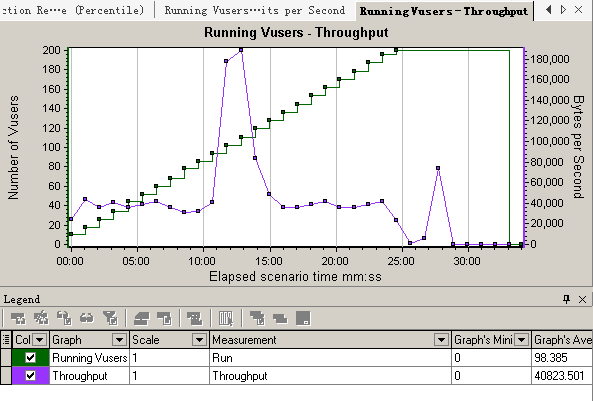 ction Re…e (Percentile) Running Vusers…its per Second Running Vusers – Throughput
Running Vusers - Throughput
Number of Vusers
200
180
160
140
120
100
80
60
40
20
0
180,000
160,000
140,000
120,000
100,000
80,000
60,000
40,000
20,000
0
Bytes per Second
00:00 05:00 10:00 15:00 20:00 25:00 30:00
Elapsed scenario time mm:ss
Legend
Col Graph Scale Measurement Graph's Mini Graph's Ave
Running Vusers 1 Run 0 98.385
Throughput 1 Throughput 0 40823.501